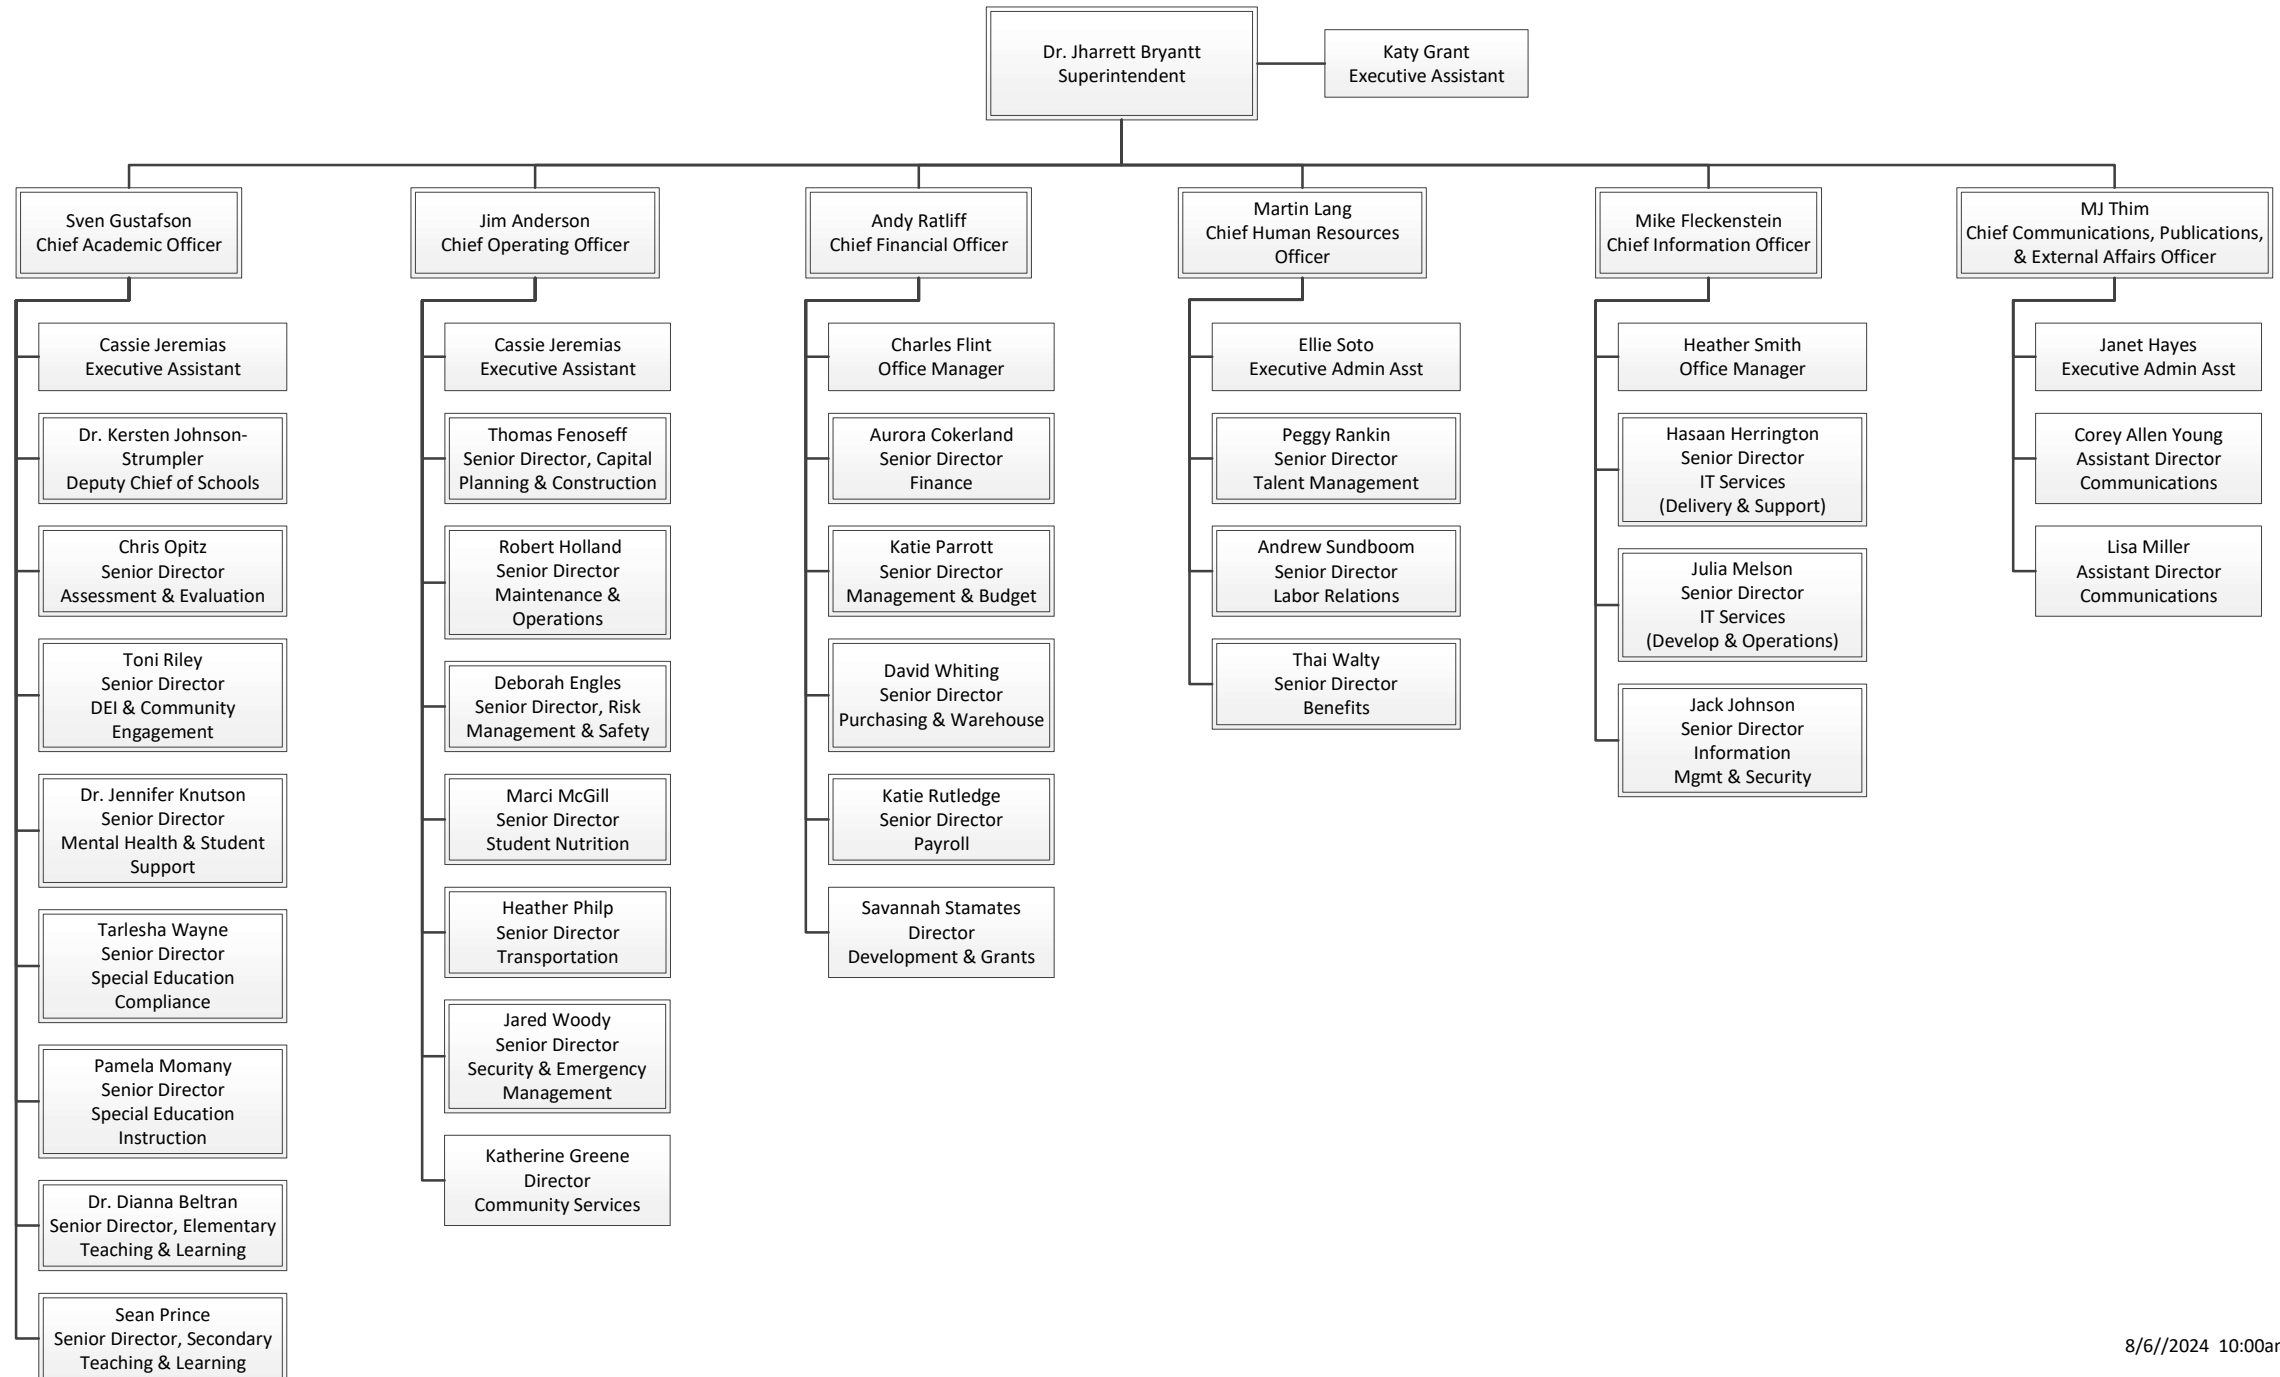 Dr. Jharrett Bryantt
Superintendent
Katy Grant
Executive Assistant
Sven Gustafson
Chief Academic Officer
Cassie Jeremias
Executive Assistant
Dr. Kersten Johnson-
Strumpler
Deputy Chief of Schools
Chris Opitz
Senior Director
Assessment & Evaluation
Toni Riley
Senior Director
DEI & Community
Engagement
Dr. Jennifer Knutson
Senior Director
Mental Health & Student
Support
Tarlesha Wayne
Senior Director
Special Education
Compliance
Pamela Momany
Senior Director
Special Education
Instruction
Dr. Dianna Beltran
Senior Director, Elementary
Teaching & Learning
Sean Prince
Senior Director, Secondary
Teaching & Learning
Jim Anderson
Chief Operating Officer
Cassie Jeremias
Executive Assistant
Thomas Fenoseff
Senior Director, Capital
Planning & Construction
Robert Holland
Senior Director
Maintenance &
Operations
Deborah Engles
Senior Director, Risk
Management & Safety
Marci McGill
Senior Director
Student Nutrition
Heather Philp
Senior Director
Transportation
Jared Woody
Senior Director
Security & Emergency
Management
Katherine Greene
Director
Community Services
Andy Ratliff
Chief Financial Officer
Charles Flint
Office Manager
Aurora Cokerland
Senior Director
Finance
Katie Parrott
Senior Director
Management & Budget
David Whiting
Senior Director
Purchasing & Warehouse
Katie Rutledge
Senior Director
Payroll
Savannah Stamates
Director
Development & Grants
Martin Lang
Chief Human Resources
Officer
Ellie Soto
Executive Admin Asst
Peggy Rankin
Senior Director
Talent Management
Andrew Sundboom
Senior Director
Labor Relations
Thai Walty
Senior Director
Benefits
Mike Fleckenstein
Chief Information Officer
Heather Smith
Office Manager
Hasaan Herrington
Senior Director
IT Services
(Delivery & Support)
Julia Melson
Senior Director
IT Services
(Develop & Operations)
Jack Johnson
Senior Director
Information
Mgmt & Security
MJ Thim
Chief Communications, Publications,
& External Affairs Officer
Janet Hayes
Executive Admin Asst
Corey Allen Young
Assistant Director
Communications
Lisa Miller
Assistant Director
Communications
8/6//2024 10:00a